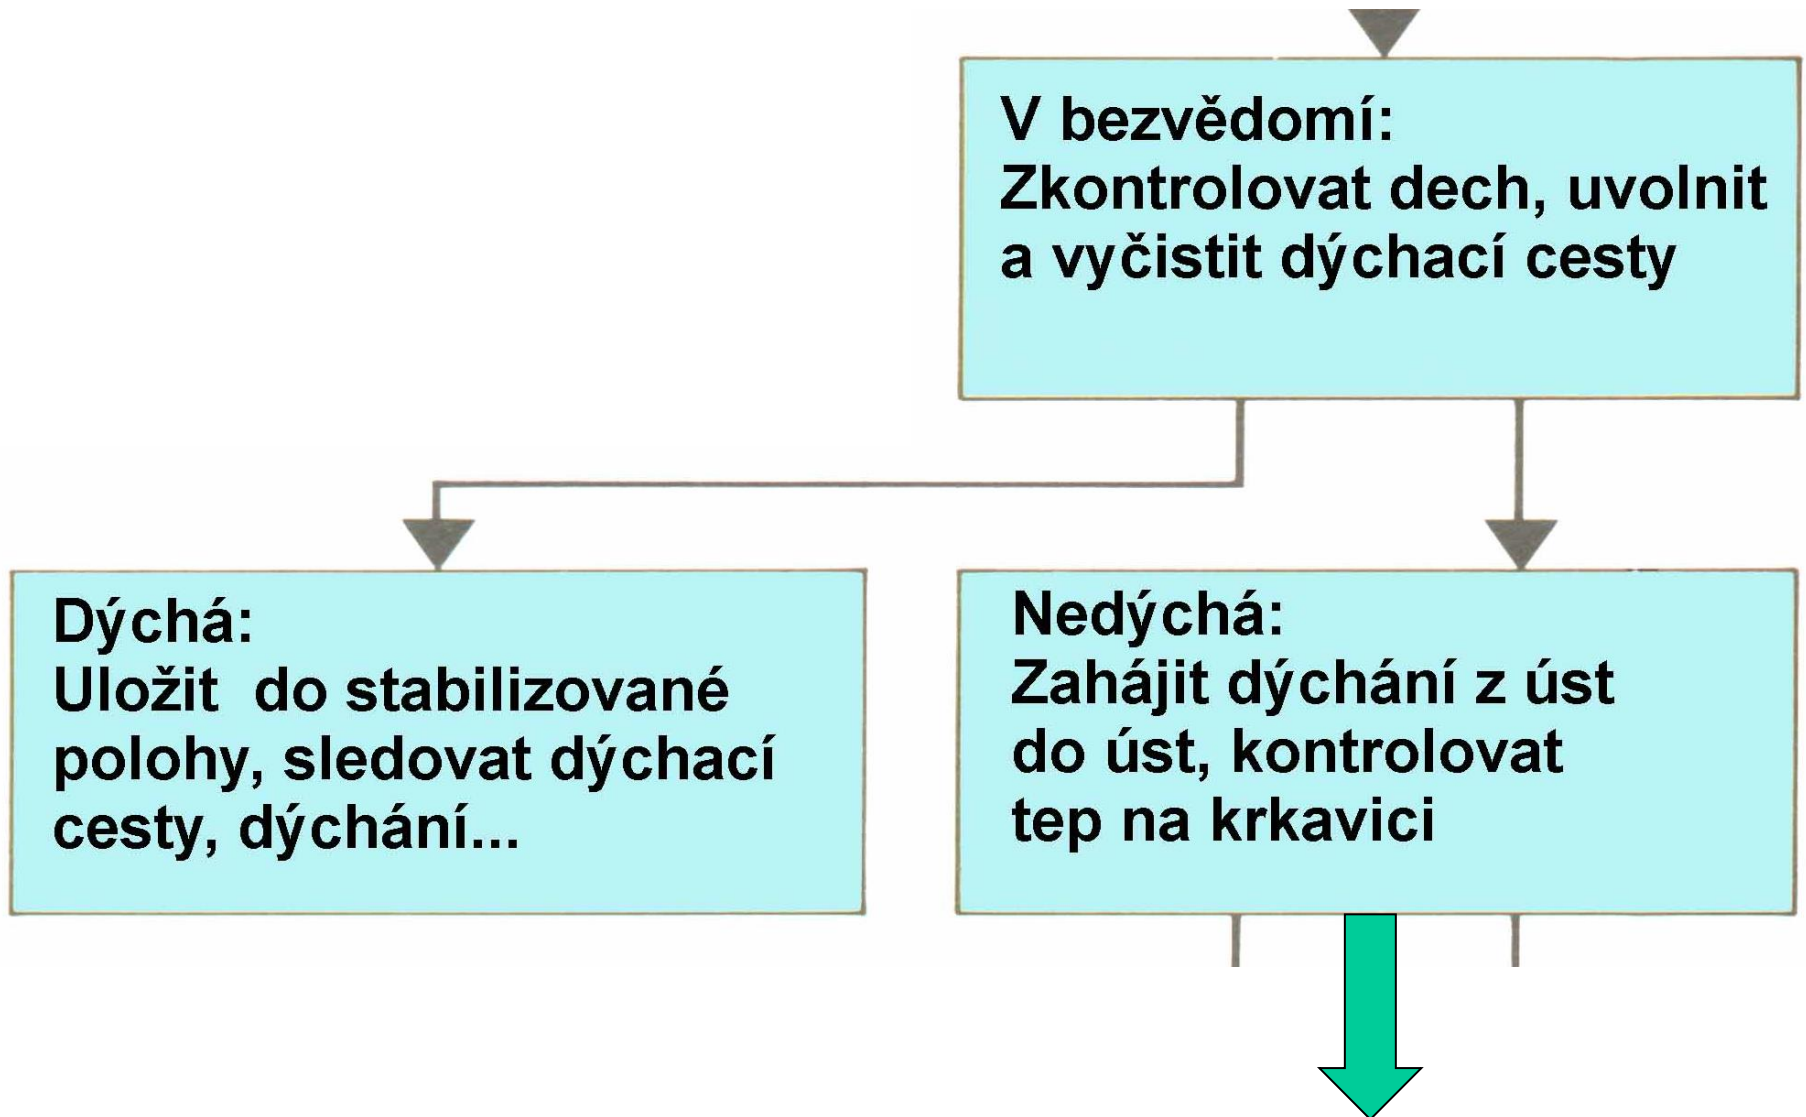 V bezvědomí:
Zkontrolovat dech, uvolnit
a vyčistit dýchací cesty
Dýchá:
Uložit do stabilizované
polohy, sledovat dýchací
cesty, dýchání...
Nedýchá:
Zahájit dýchání z úst
do úst, kontrolovat
tep na krkavici